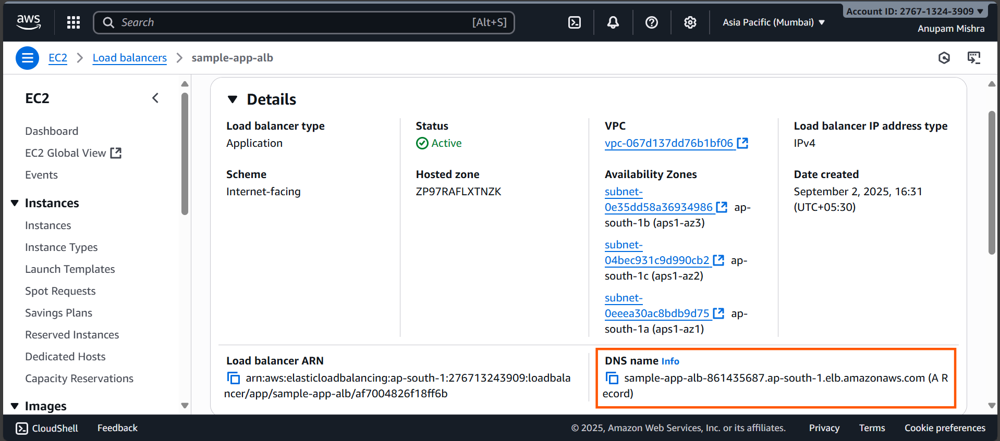 aws
Search [Alt+S]
Asia Pacific (Mumbai)
Account ID: 2767-1324-3909
Anupam Mishra
EC2 Load balancers sample-app-alb
EC2
Dashboard
EC2 Global View
Events
Instances
Instances
Instance Types
Launch Templates
Spot Requests
Savings Plans
Reserved Instances
Dedicated Hosts
Capacity Reservations
Images
Details
Load balancer type
Application
Status
Active
VPC
vpc-067d137dd76b1bf06
Load balancer IP address type
IPv4
Scheme
Internet-facing
Hosted zone
ZP97RAFLXTNZK
Availability Zones
subnet-
0e35dd58a36934986 ap-
south-1b (aps1-az3)
subnet-
04bec931c9d990cb2 ap-
south-1c (aps1-az2)
subnet-
0eeea30ac8bdb9d75 ap-
south-1a (aps1-az1)
Date created
September 2, 2025, 16:31
(UTC+05:30)
Load balancer ARN
arn:aws:elasticloadbalancing:ap-south-1:276713243909:loadbala
ncer/app/sample-app-alb/af7004826f18ff6b
DNS name Info
sample-app-alb-861435687.ap-south-1.elb.amazonaws.com (A R
ecord)
CloudShell Feedback © 2025, Amazon Web Services, Inc. or its affiliates. Privacy Terms Cookie preferences